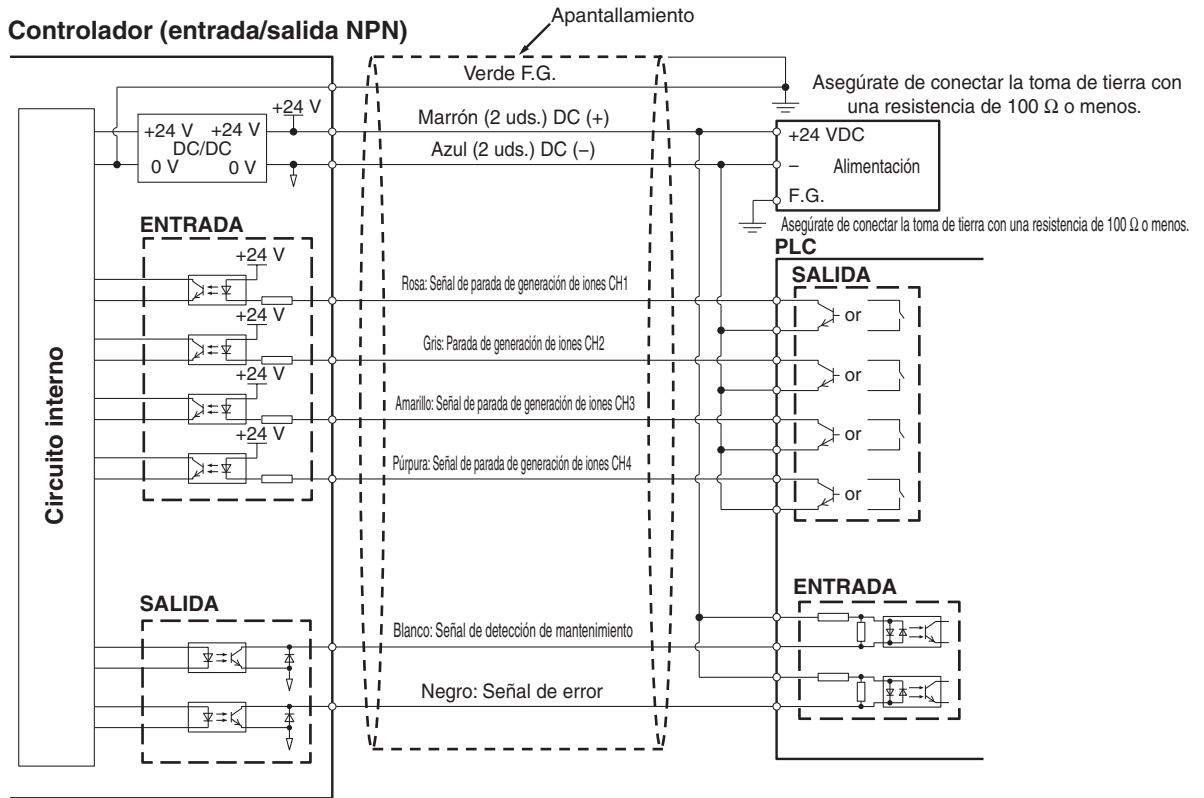 Apantallamiento
Controlador (entrada/salida NPN)
Verde F.G.
Asegúrate de conectar la toma de tierra con
una resistencia de 100 Ω o menos.
+24 V
Marrón (2 uds.) DC (+)
+24 V +24 V
DC/DC
0 V 0 V
Azul (2 uds.) DC (−)
+24 VDC
− Alimentación
F.G.
Asegúrate de conectar la toma de tierra con una resistencia de 100 Ω o menos.
ENTRADA
PLC
SALIDA
+24 V
Rosa: Señal de parada de generación de iones CH1
or
+24 V
Gris: Parada de generación de iones CH2
or
+24 V
Amarillo: Señal de parada de generación de iones CH3
or
+24 V
Púrpura: Señal de parada de generación de iones CH4
or
Circuito interno
SALIDA
ENTRADA
Blanco: Señal de detección de mantenimiento
Negro: Señal de error